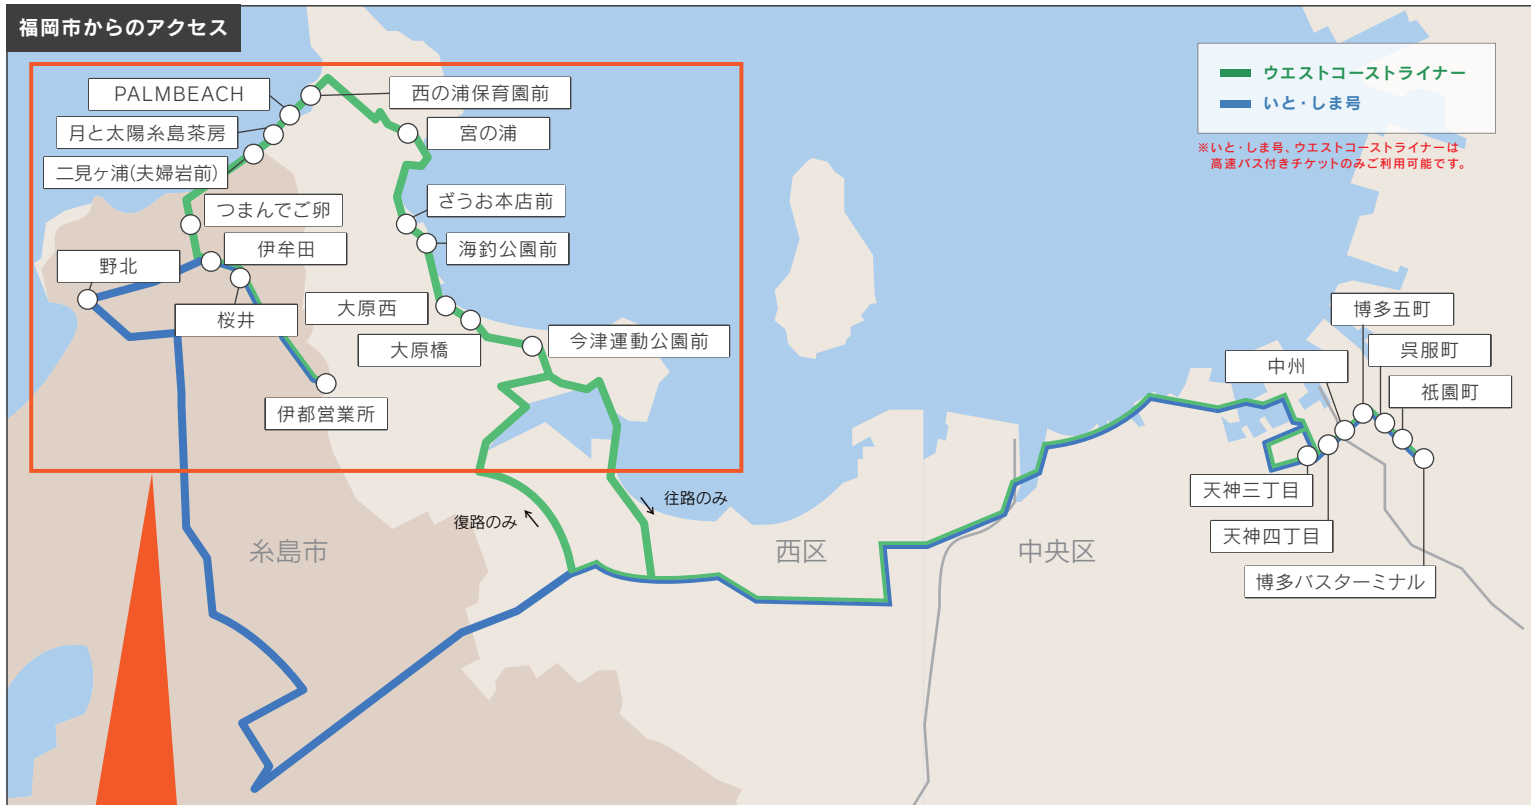 福岡市からのアクセス
ウエストコーストライナー
いと・しま号
※いと・しま号、ウエストコーストライナーは
高速バス付きチケットのみご利用可能です。
PALMBEACH
西の浦保育園前
月と太陽糸島茶房
宮の浦
二見ヶ浦(夫婦岩前)
つまんでご卵
ざうお本店前
伊牟田
海釣公園前
野北
桜井
大原西
大原橋
今津運動公園前
伊都営業所
博多五町
呉服町
中州
祇園町
天神三丁目
天神四丁目
博多バスターミナル
往路のみ
復路のみ
糸島市
西区
中央区